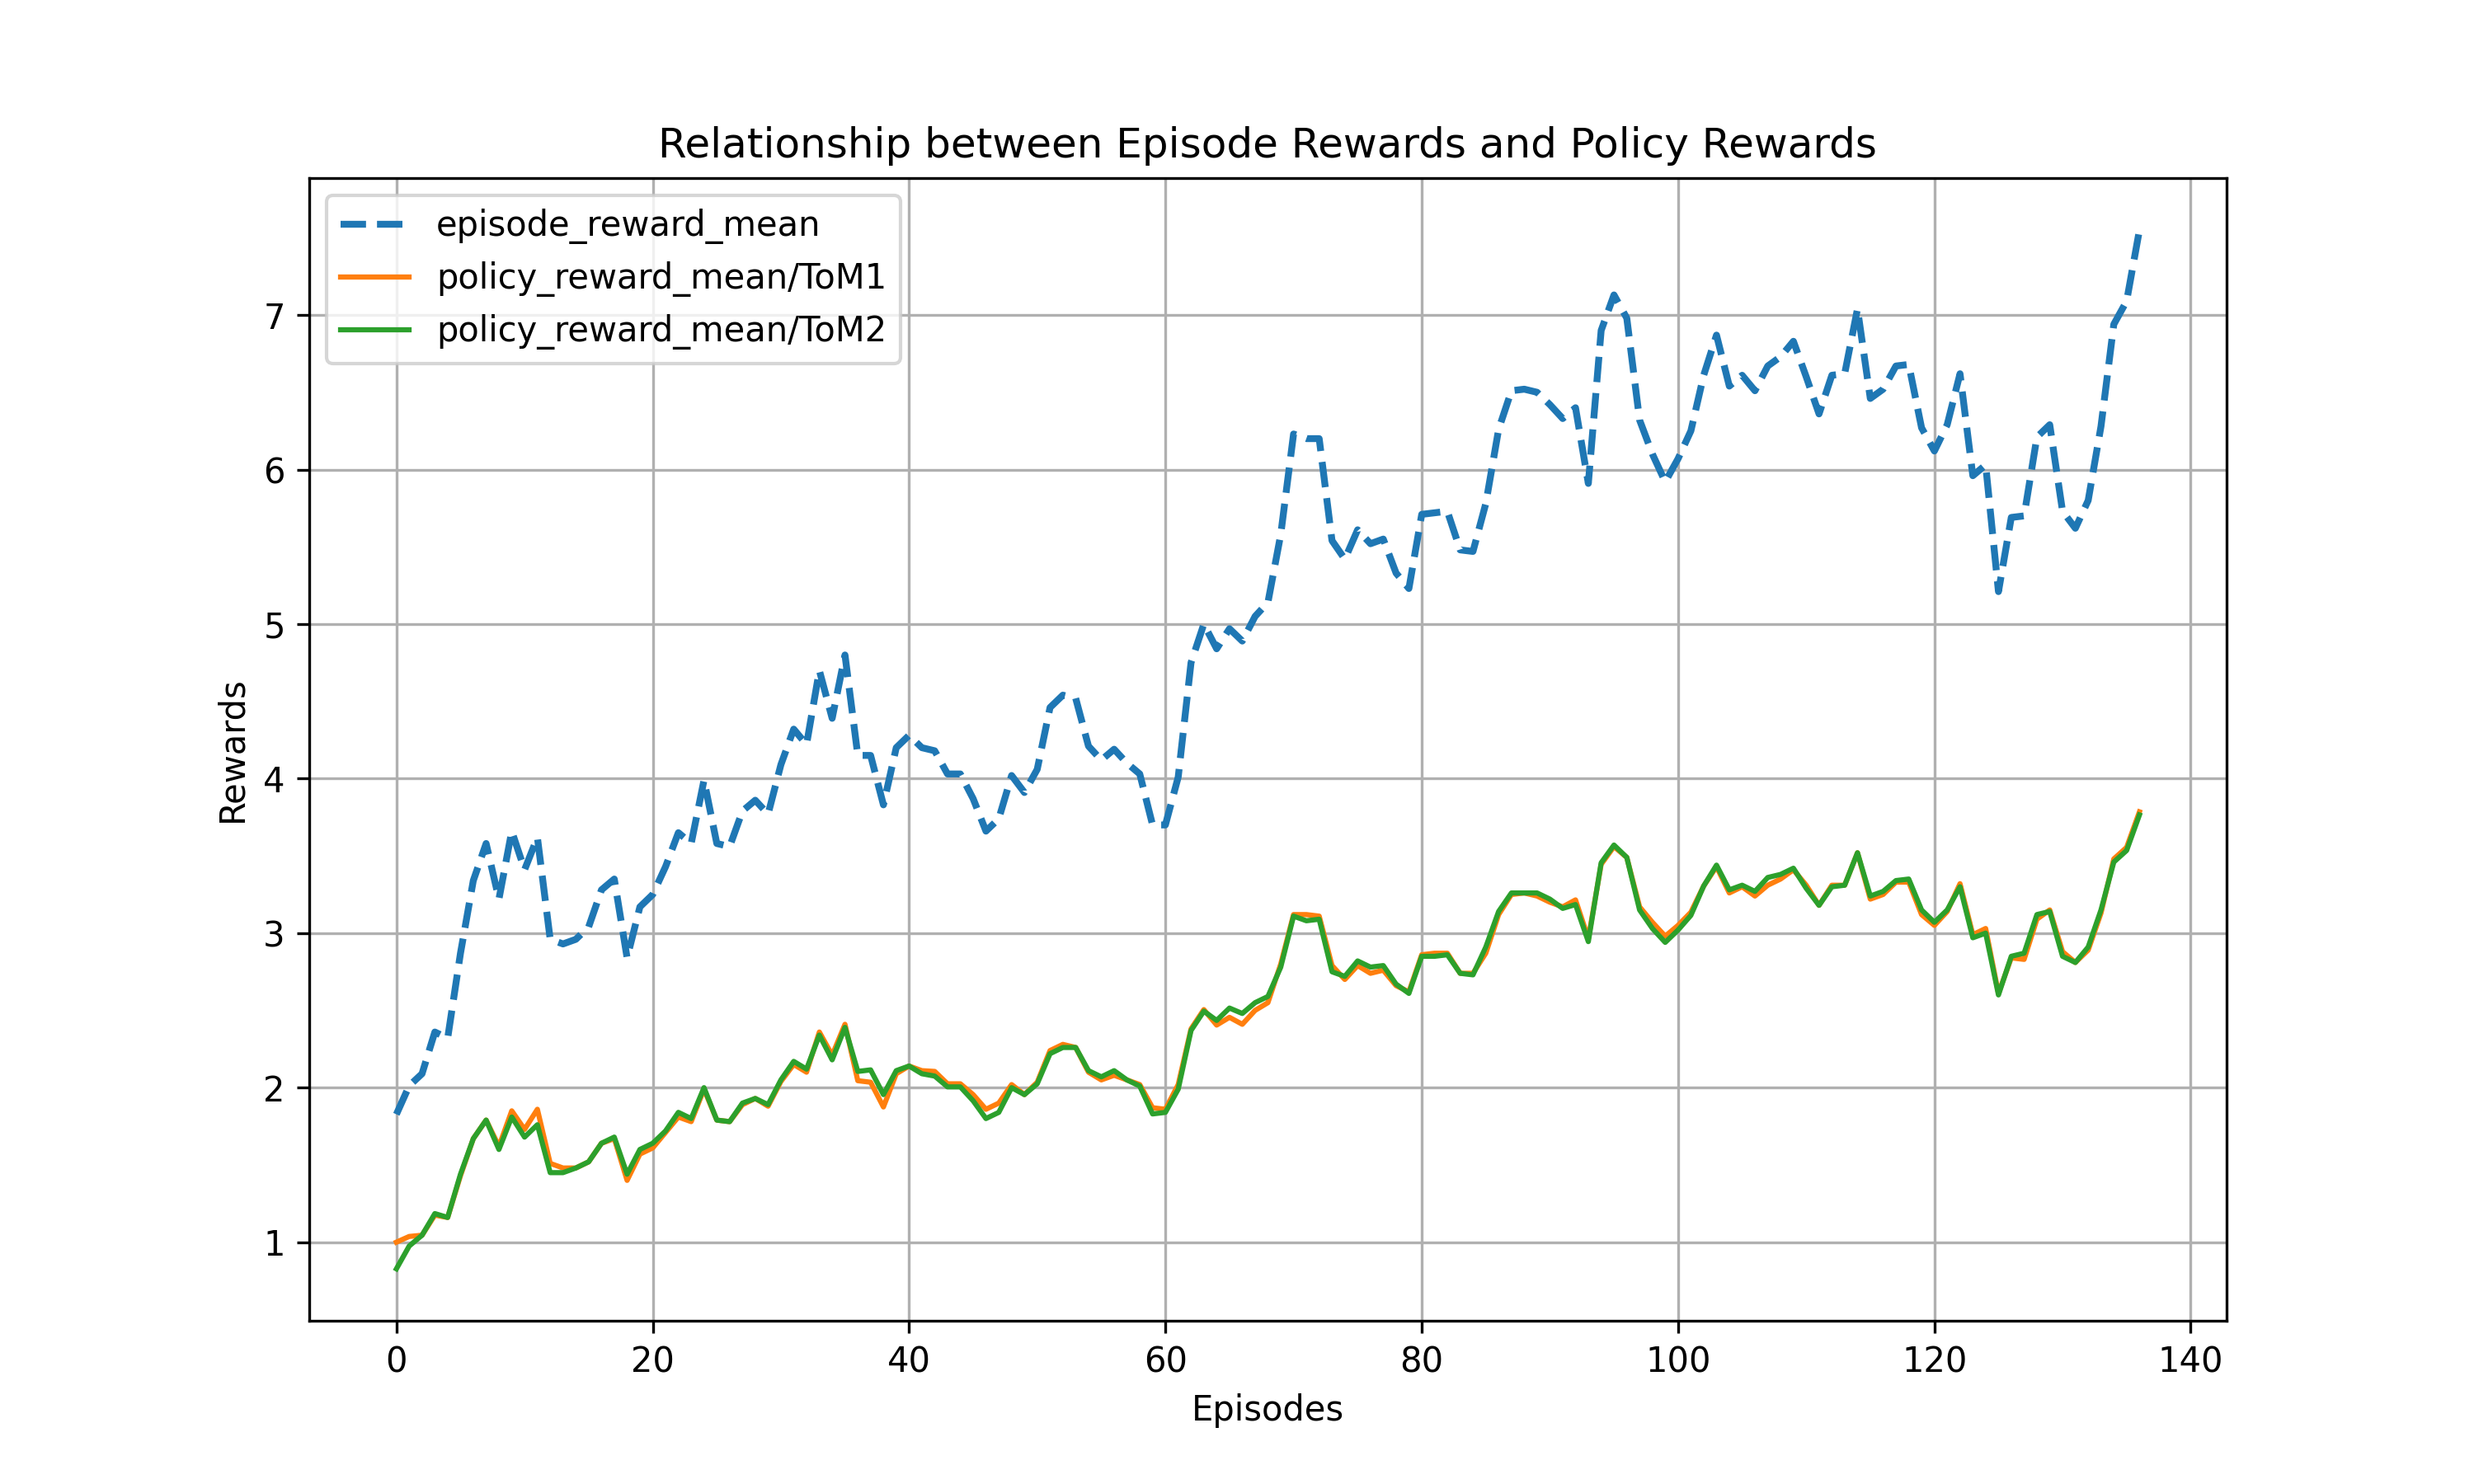 Relationship between Episode Rewards and Policy Rewards
episode_reward_mean
policy_reward_mean/ToM1
policy_reward_mean/ToM2
7
6
5
4
3
2
1
Rewards
0 20 40 60 80 100 120 140
Episodes